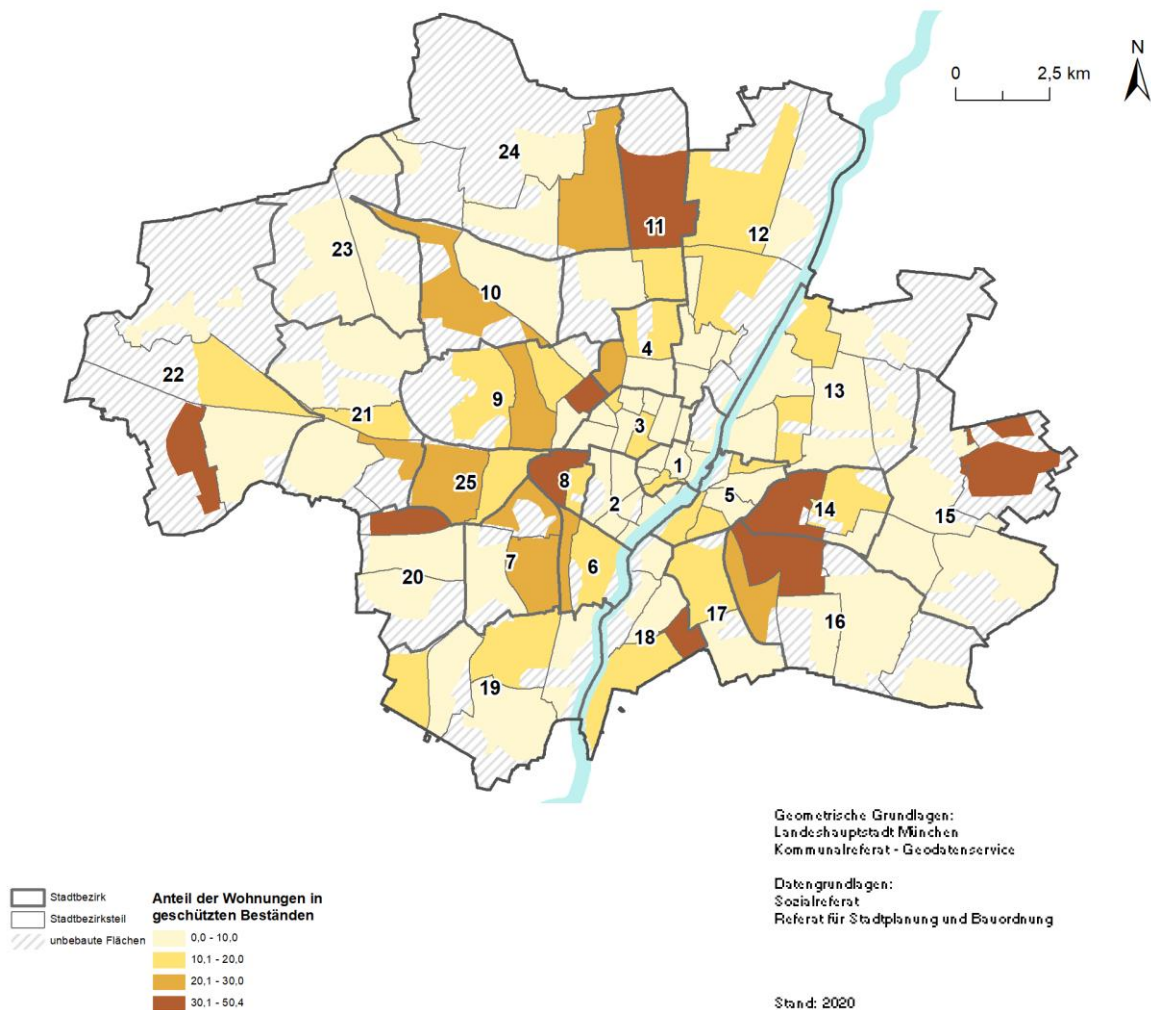 N
0 2,5 km
24
11
12
23
10
4
22
9
13
21
3
1
8
25
2
5
14
15
7
6
20
17
16
18
19
Geometrische Grundlagen:
Landeshauptstadt München
Kommunalreferat - Geodatenservice
Datengrundlagen:
Sozialreferat
Referat für Stadtplanung und Bauordnung
Stand: 2020
Stadtbezirk
Stadtbezirksteil
unbebaute Flächen
Anteil der Wohnungen in
geschützten Beständen
0,0 - 10,0
10,1 - 20,0
20,1 - 30,0
30,1 - 50,4